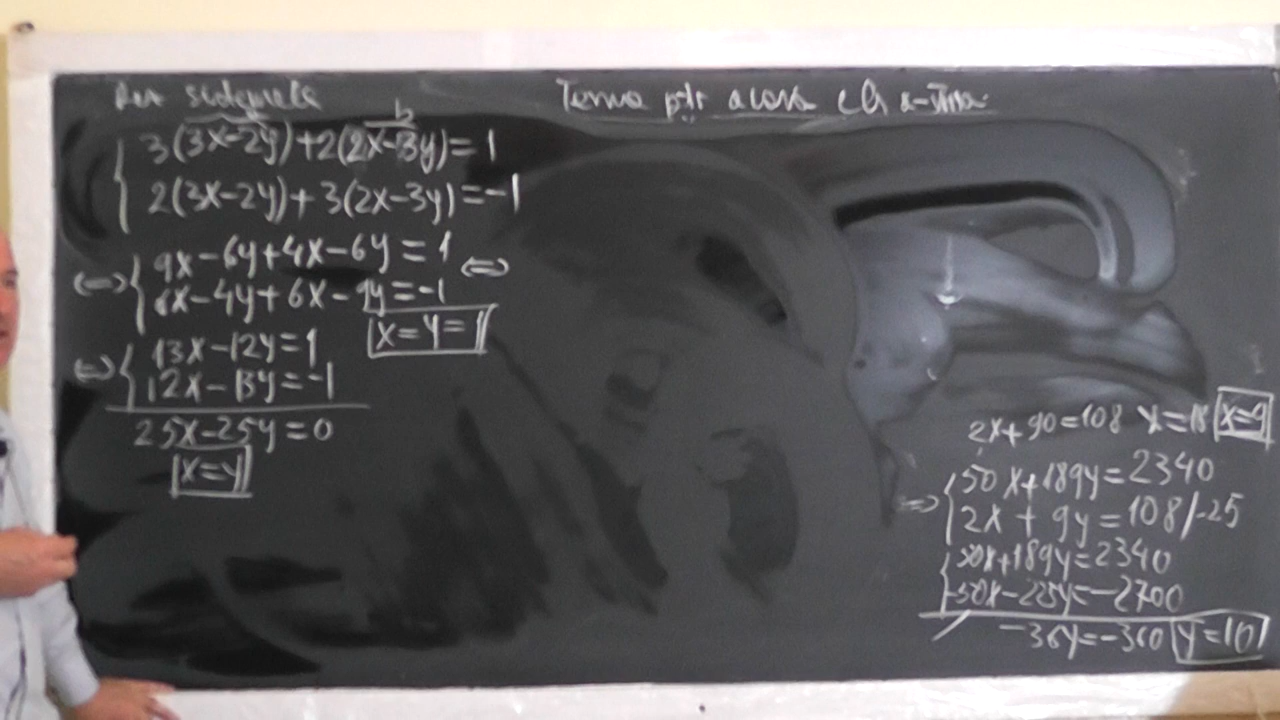 3(3x-2y)+2(2x-3y)=1
b
2(3x-2y)+3(2x-3y)=-1
⇔ 9x-6y+4x-6y=1 ⇔
6x-4y+6x-9y=-1
x=y=1
⇔ 13x-12y=1
12x-13y=-1
25x-25y=0
x=y
Tema
2x+90=108 x=18 x=9
⇒ 50x+189y=2340
2x+9y=108/-25
50x+189y=2340
-50x-225y=-2700
-36y=-360 y=10